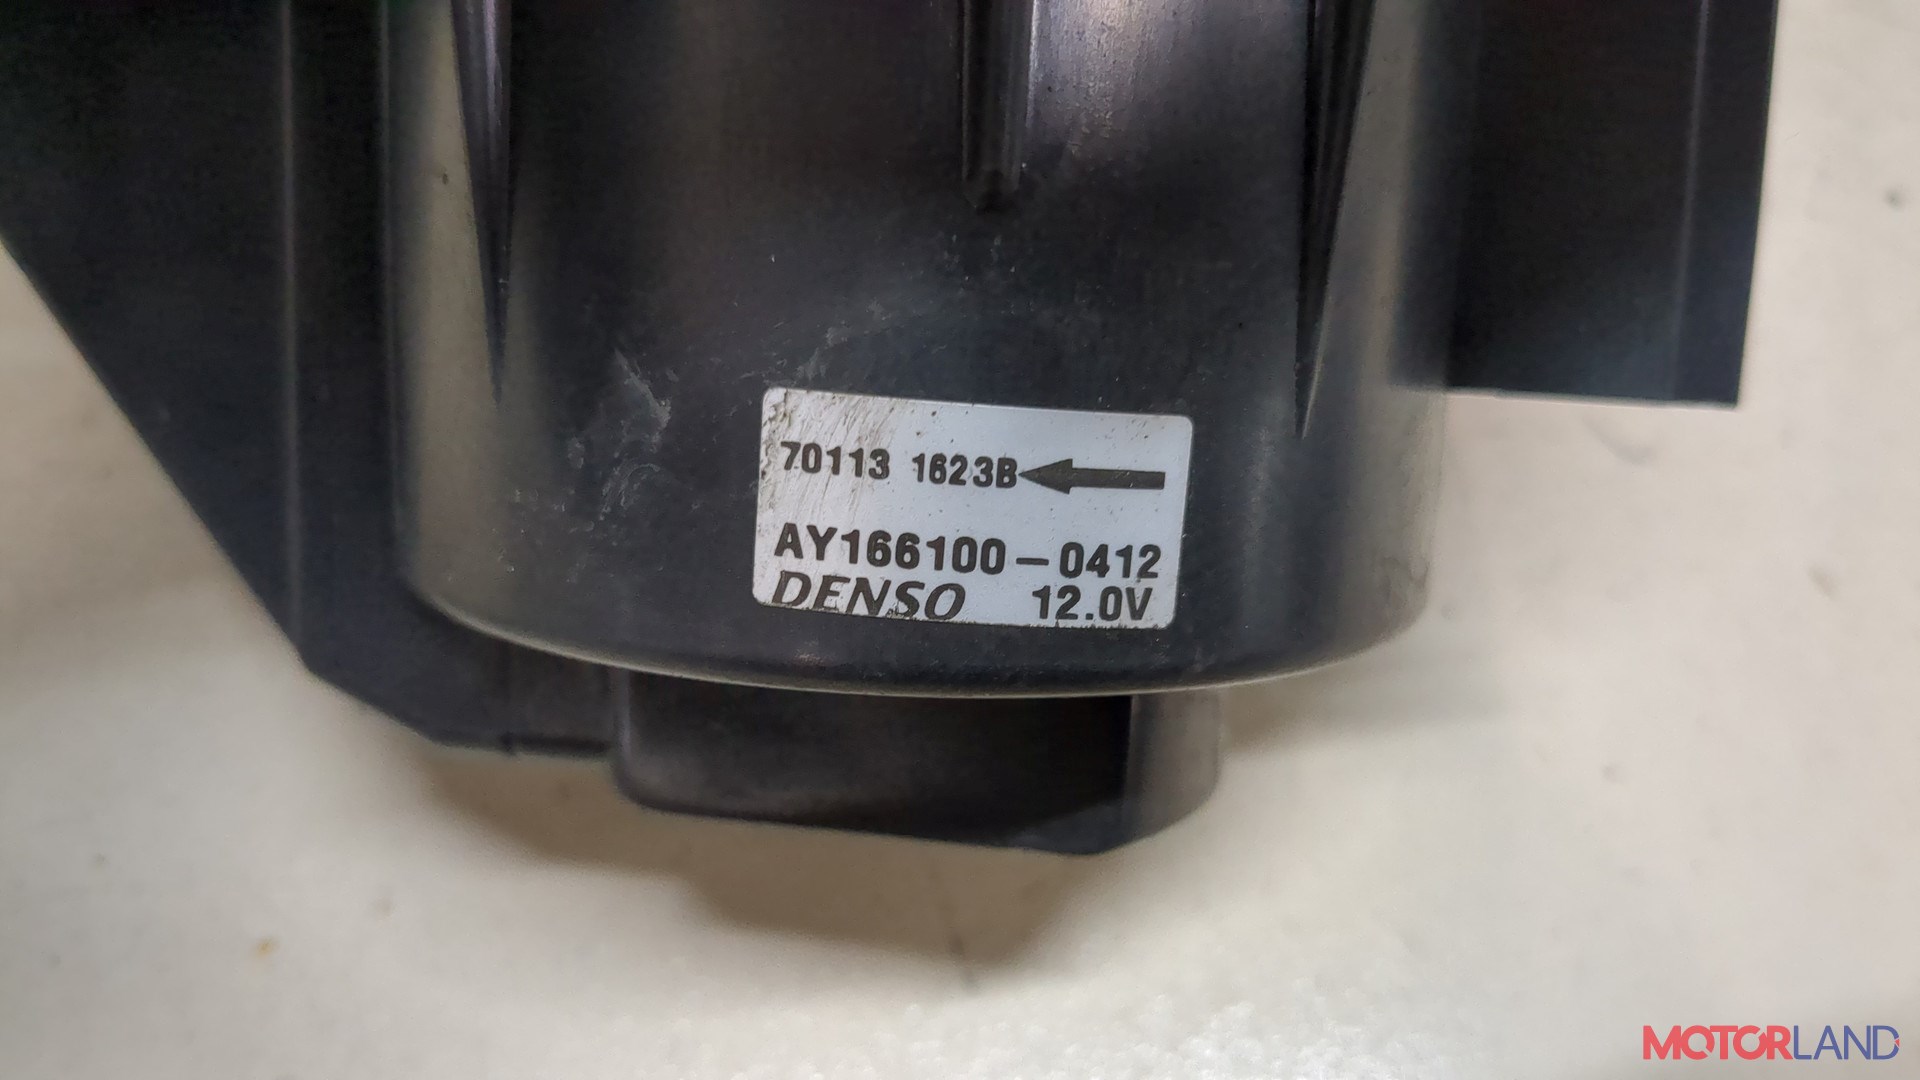 70113 1623B
AY166100-0412
DENSO 12.0V
MOTORLAND